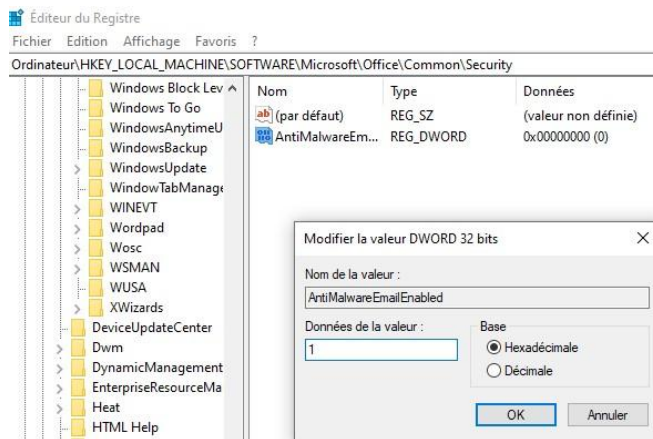 Éditeur du Registre
Fichier Edition Affichage Favoris ?
Ordinateur\HKEY_LOCAL_MACHINE\SOFTWARE\Microsoft\Office\Common\Security
Windows Block Lev
Windows To Go
WindowsAnytimeU
WindowsBackup
WindowsUpdate
WindowTabManage
WINEVT
Wordpad
Wosc
WSMAN
WUSA
XWizards
DeviceUpdateCenter
Dwm
DynamicManagement
EnterpriseResourceMa
Heat
HTML Help
Nom Type Données
ab (par défaut) REG_SZ (valeur non définie)
AntiMalwareEm... REG_DWORD 0x00000000 (0)
Modifier la valeur DWORD 32 bits
Nom de la valeur :
AntiMalwareEmailEnabled
Données de la valeur : Base
1 Hexadécimale
Décimale
OK Annuler